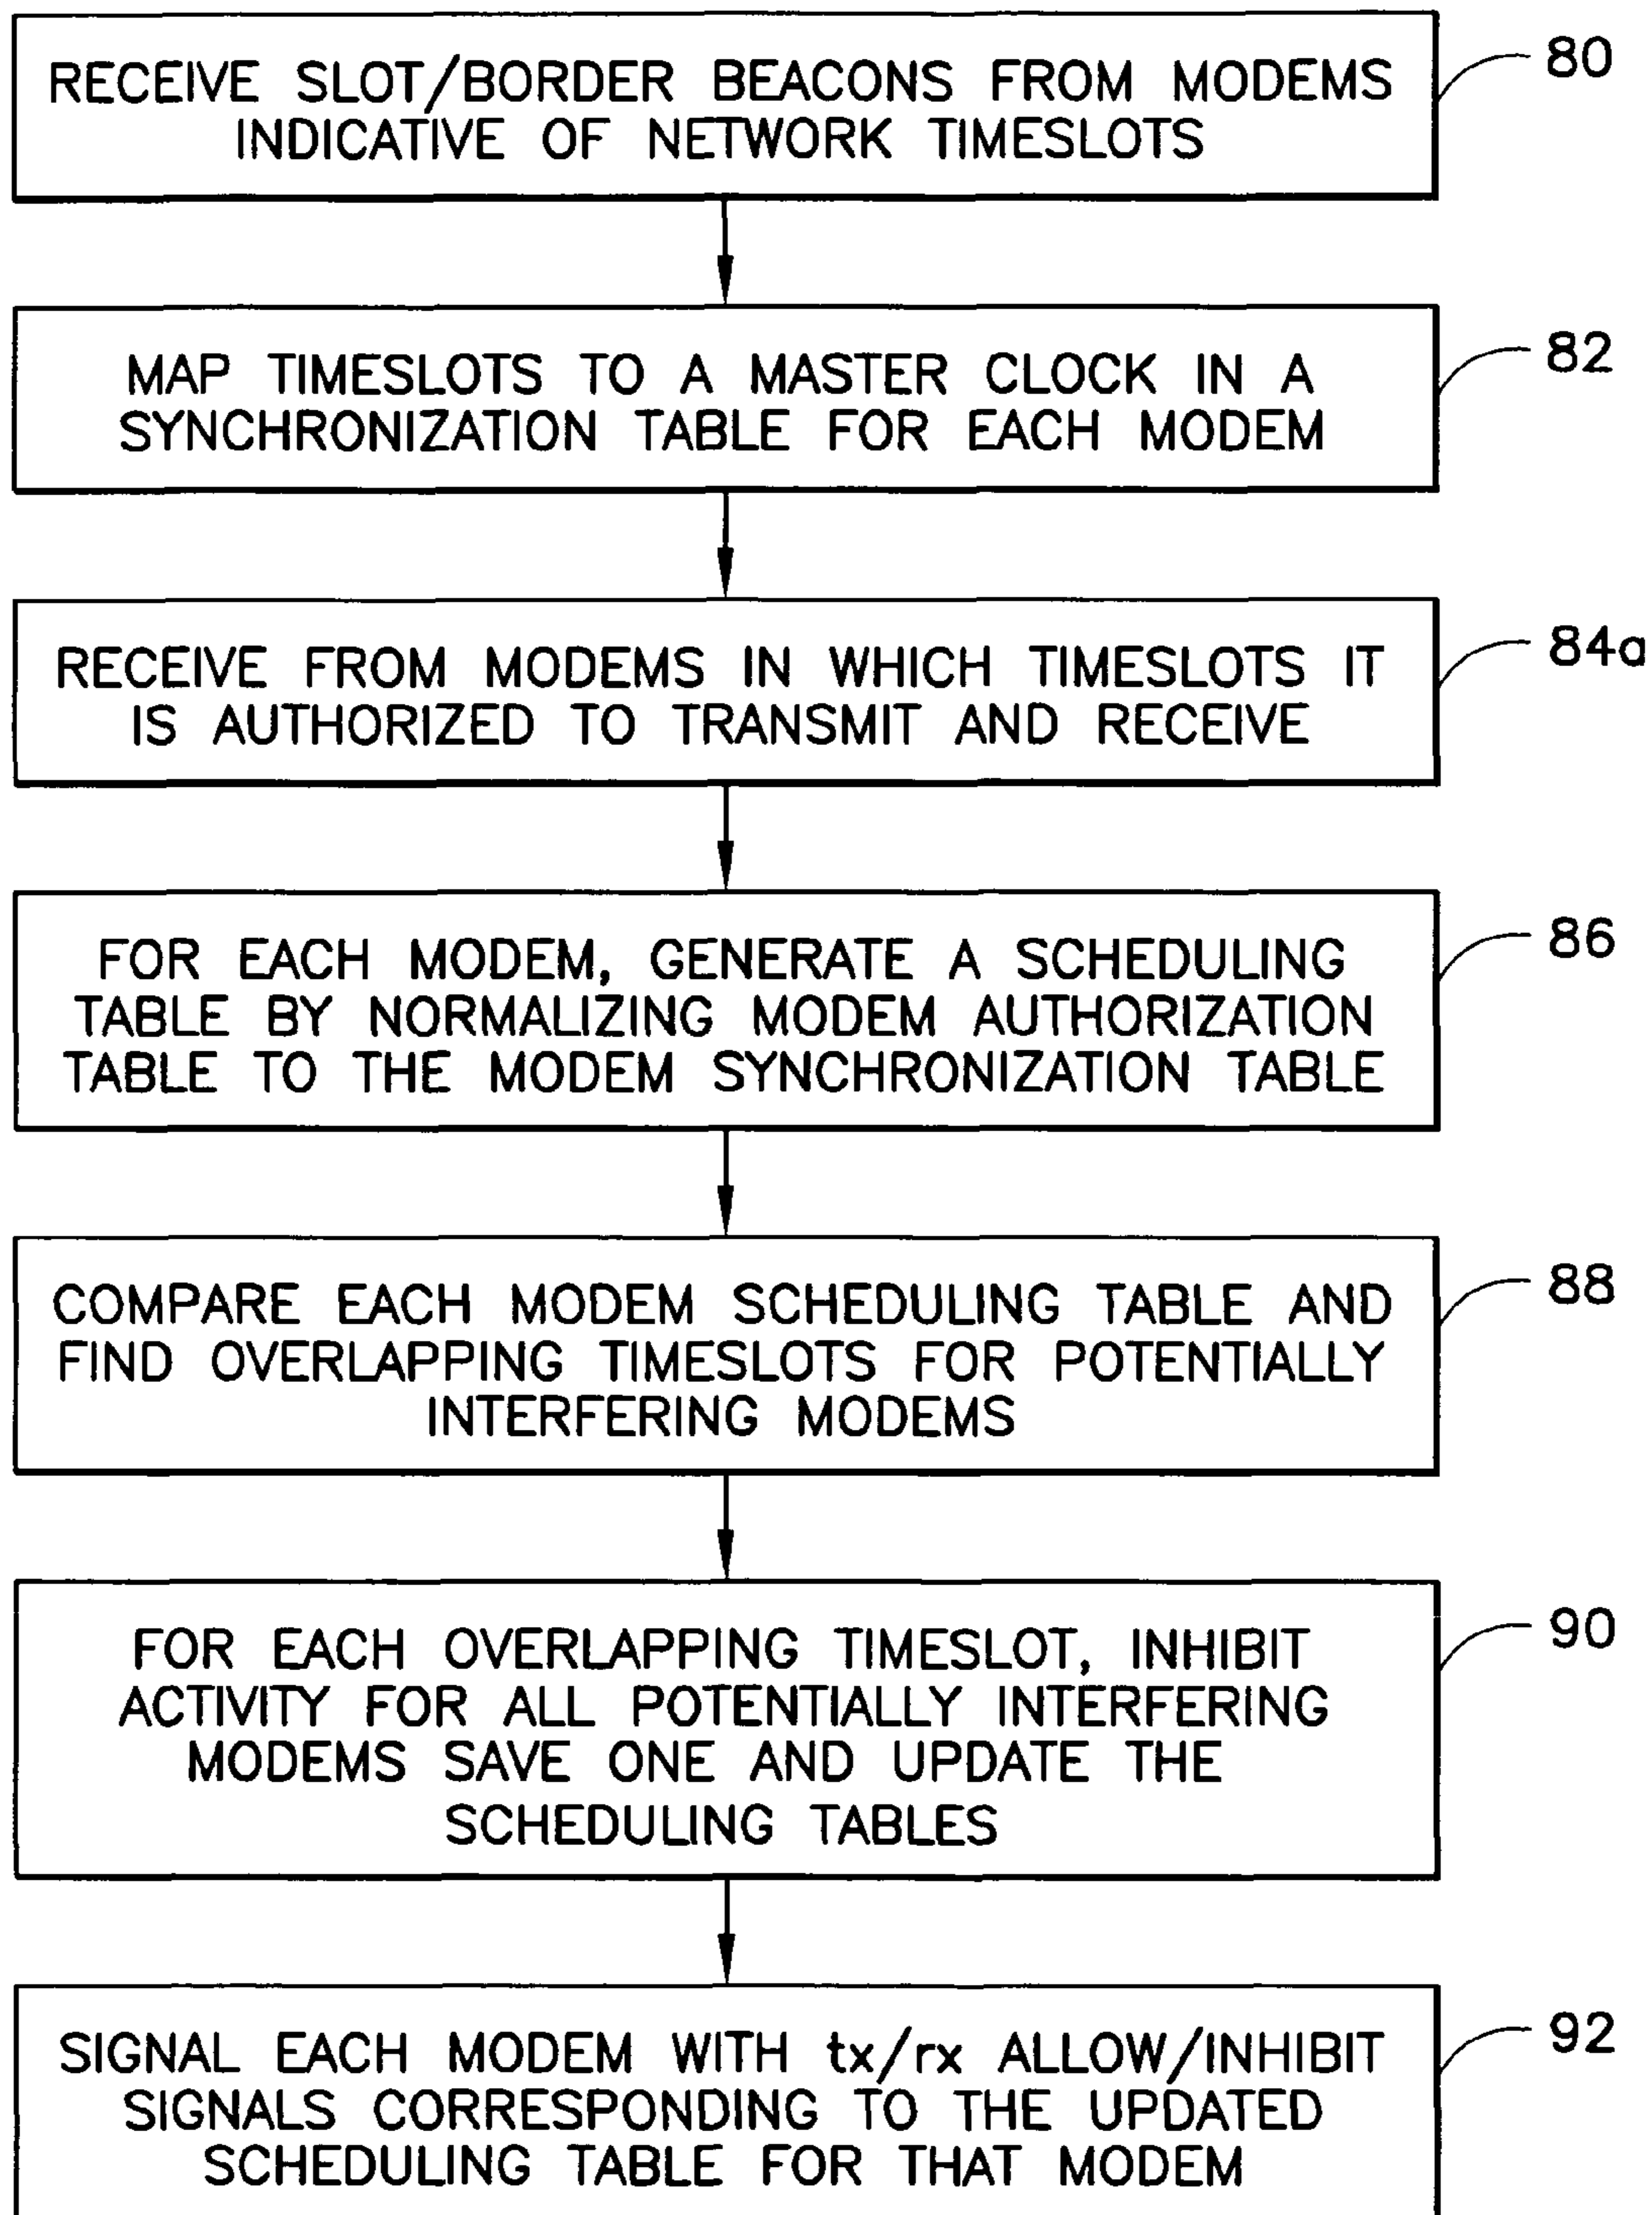 RECEIVE SLOT/BORDER BEACONS FROM MODEMS
INDICATIVE OF NETWORK TIMESLOTS
80
MAP TIMESLOTS TO A MASTER CLOCK IN A
SYNCHRONIZATION TABLE FOR EACH MODEM
82
RECEIVE FROM MODEMS IN WHICH TIMESLOTS IT
IS AUTHORIZED TO TRANSMIT AND RECEIVE
84a
FOR EACH MODEM, GENERATE A SCHEDULING
TABLE BY NORMALIZING MODEM AUTHORIZATION
TABLE TO THE MODEM SYNCHRONIZATION TABLE
86
COMPARE EACH MODEM SCHEDULING TABLE AND
FIND OVERLAPPING TIMESLOTS FOR POTENTIALLY
INTERFERING MODEMS
88
FOR EACH OVERLAPPING TIMESLOT, INHIBIT
ACTIVITY FOR ALL POTENTIALLY INTERFERING
MODEMS SAVE ONE AND UPDATE THE
SCHEDULING TABLES
90
SIGNAL EACH MODEM WITH tx/rx ALLOW/INHIBIT
SIGNALS CORRESPONDING TO THE UPDATED
SCHEDULING TABLE FOR THAT MODEM
92